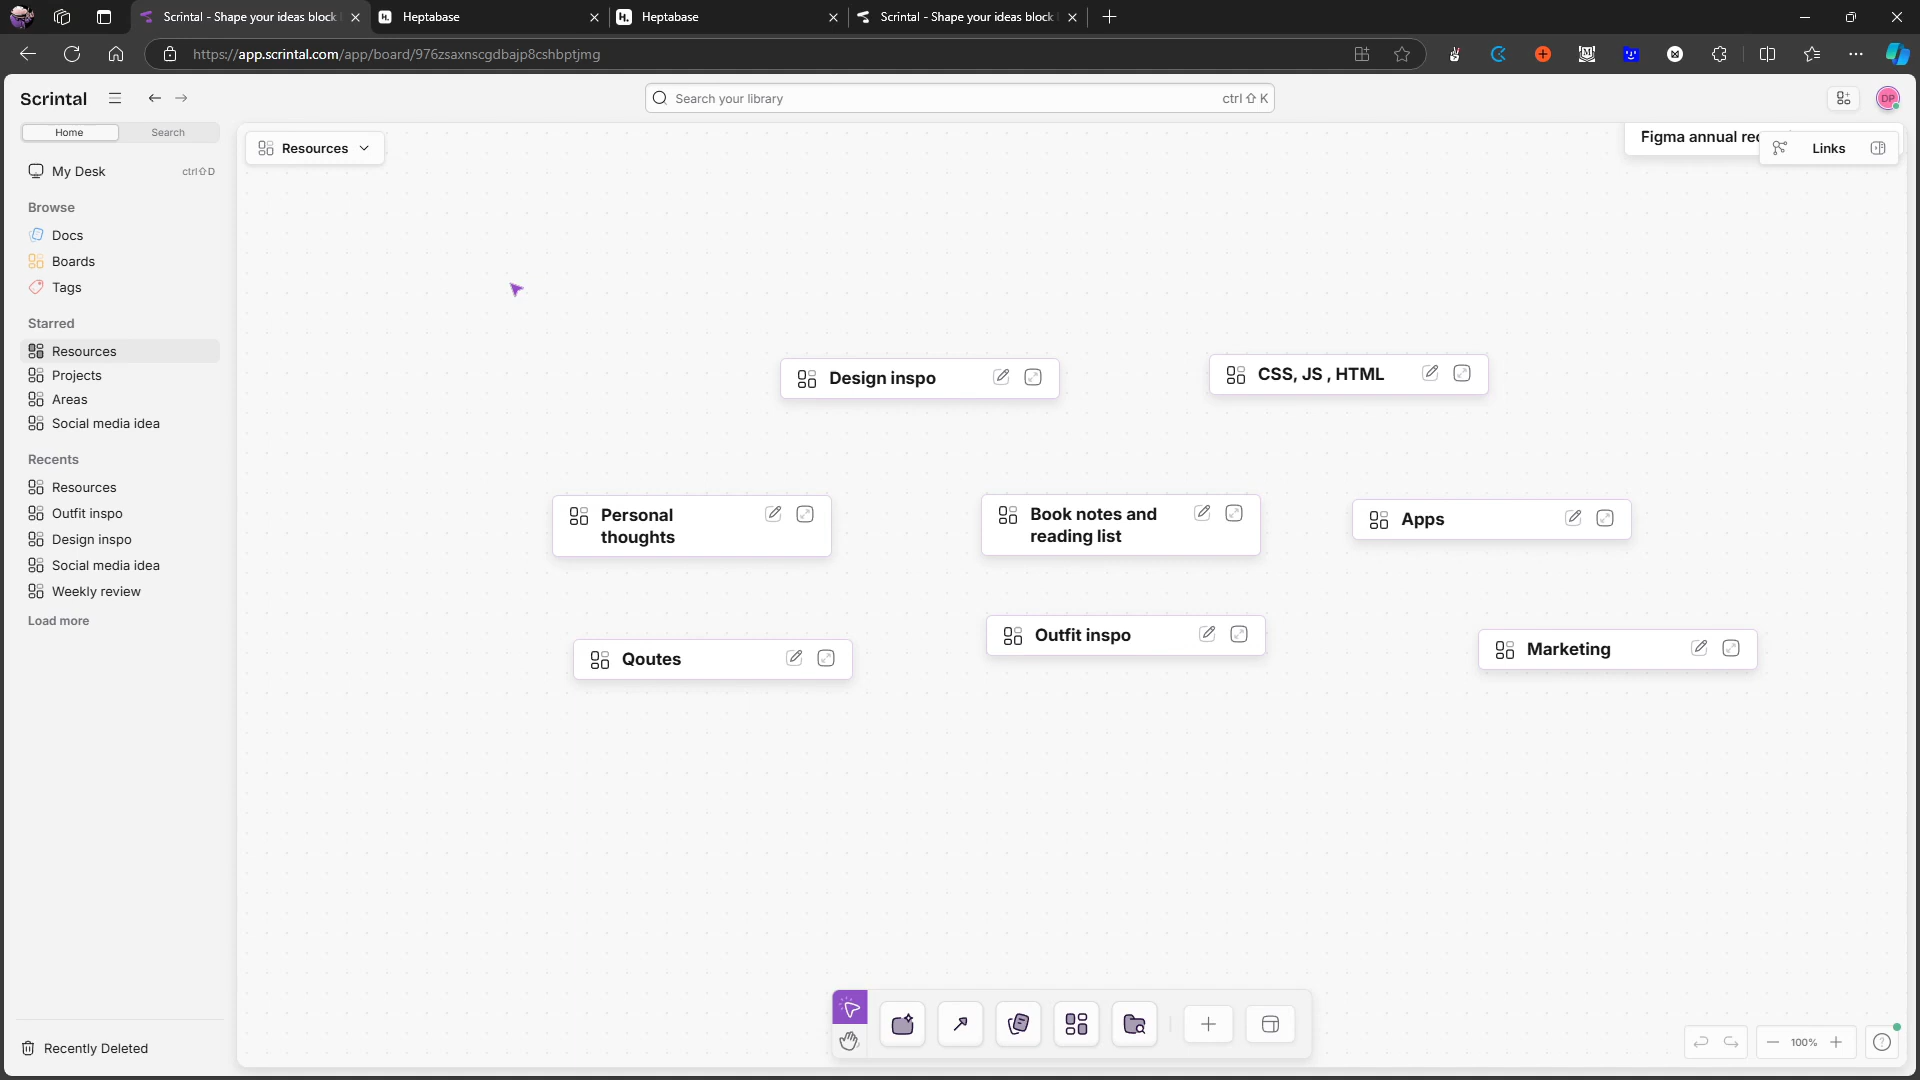 Scrintal - Shape your ideas block
Heptabase
Heptabase
Scrintal - Shape your ideas block
https://app.scrintal.com/app/board/976zsaxnscgdbajp8cshbptjmg
Scrintal
Search your library
ctrl⇧K
DP
Home
Search
Resources
Figma annual rec
Links
My Desk
ctrl⇧D
Browse
Docs
Boards
Tags
Starred
Resources
Projects
Areas
Social media idea
Recents
Resources
Outfit inspo
Design inspo
Social media idea
Weekly review
Load more
Design inspo
CSS, JS , HTML
Personal
thoughts
Book notes and
reading list
Apps
Qoutes
Outfit inspo
Marketing
Recently Deleted
100%